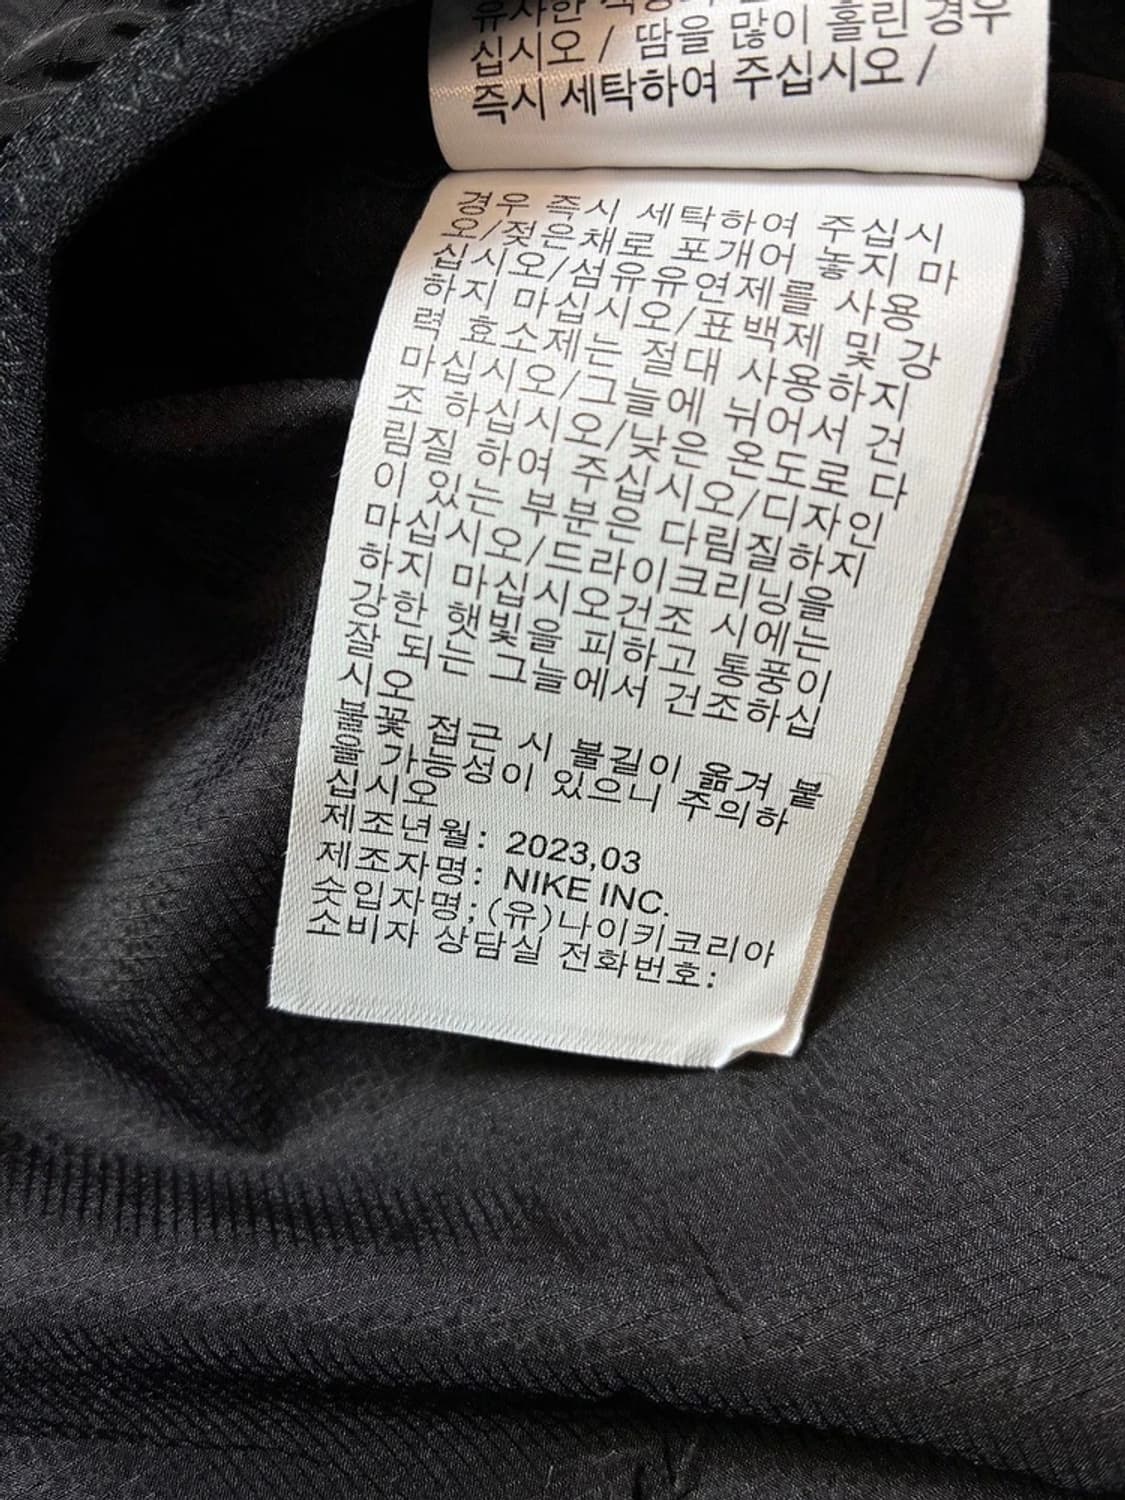 유사한
십시오 / 땀을 많이 흘린 경우
즉시 세탁하여 주십시오 /
경우 즉시 세탁하여 주십시
오/젖은채로 포개어 놓지 마
십시오/섬유유연제를 사용
하지 마십시오/표백제 및 강
력 효소제는 절대 사용하지
마십시오/그늘에 뉘어서 건
조 하십시오/낮은 온도로 다
림질 하여 주십시오/디자인
이 있는 부분은 다림질하지
마십시오/드라이크리닝을
하지 마십시오건조 시에는
강한 햇빛을 피하고 통풍이
잘 되는 그늘에서 건조하십
시오
불꽃 접근 시 불길이 옮겨 붙
을 가능성이 있으니 주의하
십시오
제조년월: 2023,03
제조자명: NIKE INC.
숫입자명;(유)나이키코리아
소비자 상담실 전화번호: